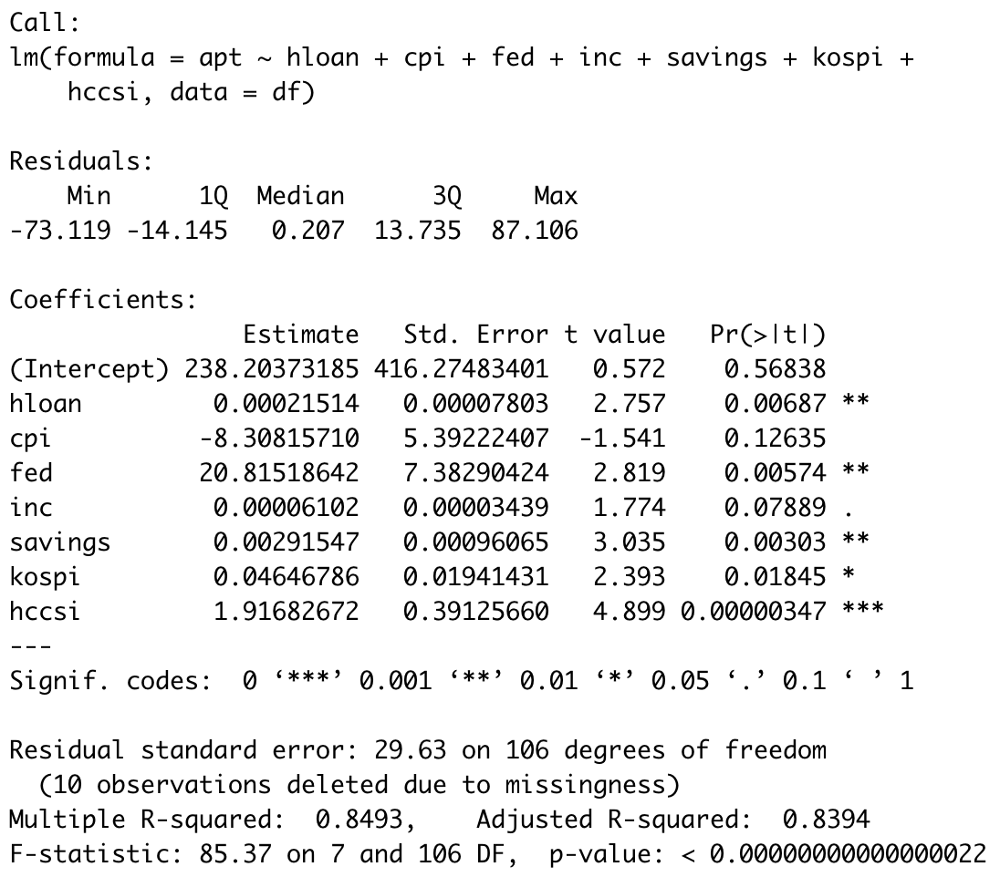 Call:
lm(formula = apt ~ hloan + cpi + fed + inc + savings + kospi +
    hccsi, data = df)

Residuals:
    Min      1Q  Median      3Q     Max
-73.119 -14.145   0.207  13.735  87.106

Coefficients:
                Estimate   Std. Error t value   Pr(>|t|)
(Intercept) 238.20373185 416.27483401   0.572    0.56838
hloan         0.00021514   0.00007803   2.757    0.00687 **
cpi          -8.30815710   5.39222407  -1.541    0.12635
fed          20.81518642   7.38290424   2.819    0.00574 **
inc           0.00006102   0.00003439   1.774    0.07889 .
savings       0.00291547   0.00096065   3.035    0.00303 **
kospi         0.04646786   0.01941431   2.393    0.01845 *
hccsi         1.91682672   0.39125660   4.899 0.00000347 ***
---
Signif. codes:  0 ‘***’ 0.001 ‘**’ 0.01 ‘*’ 0.05 ‘.’ 0.1 ‘ ’ 1

Residual standard error: 29.63 on 106 degrees of freedom
  (10 observations deleted due to missingness)
Multiple R-squared:  0.8493,    Adjusted R-squared:  0.8394
F-statistic: 85.37 on 7 and 106 DF,  p-value: < 0.00000000000000022